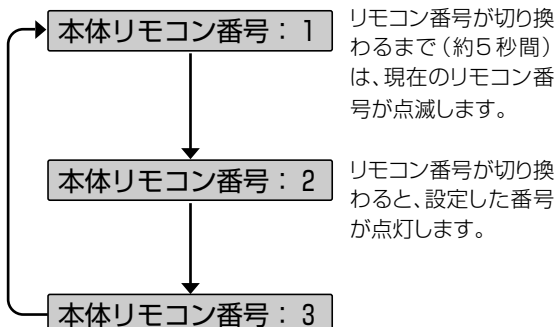 本体リモコン番号：1
リモコン番号が切り換
わるまで（約5秒間）
は、現在のリモコン番
号が点滅します。
本体リモコン番号：2
リモコン番号が切り換
わると、設定した番号
が点灯します。
本体リモコン番号：3